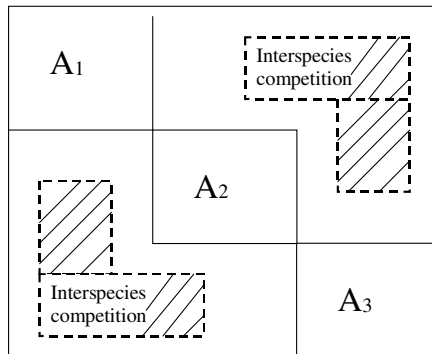 Interspecies
competition
A1
A2
Interspecies
competition
A3